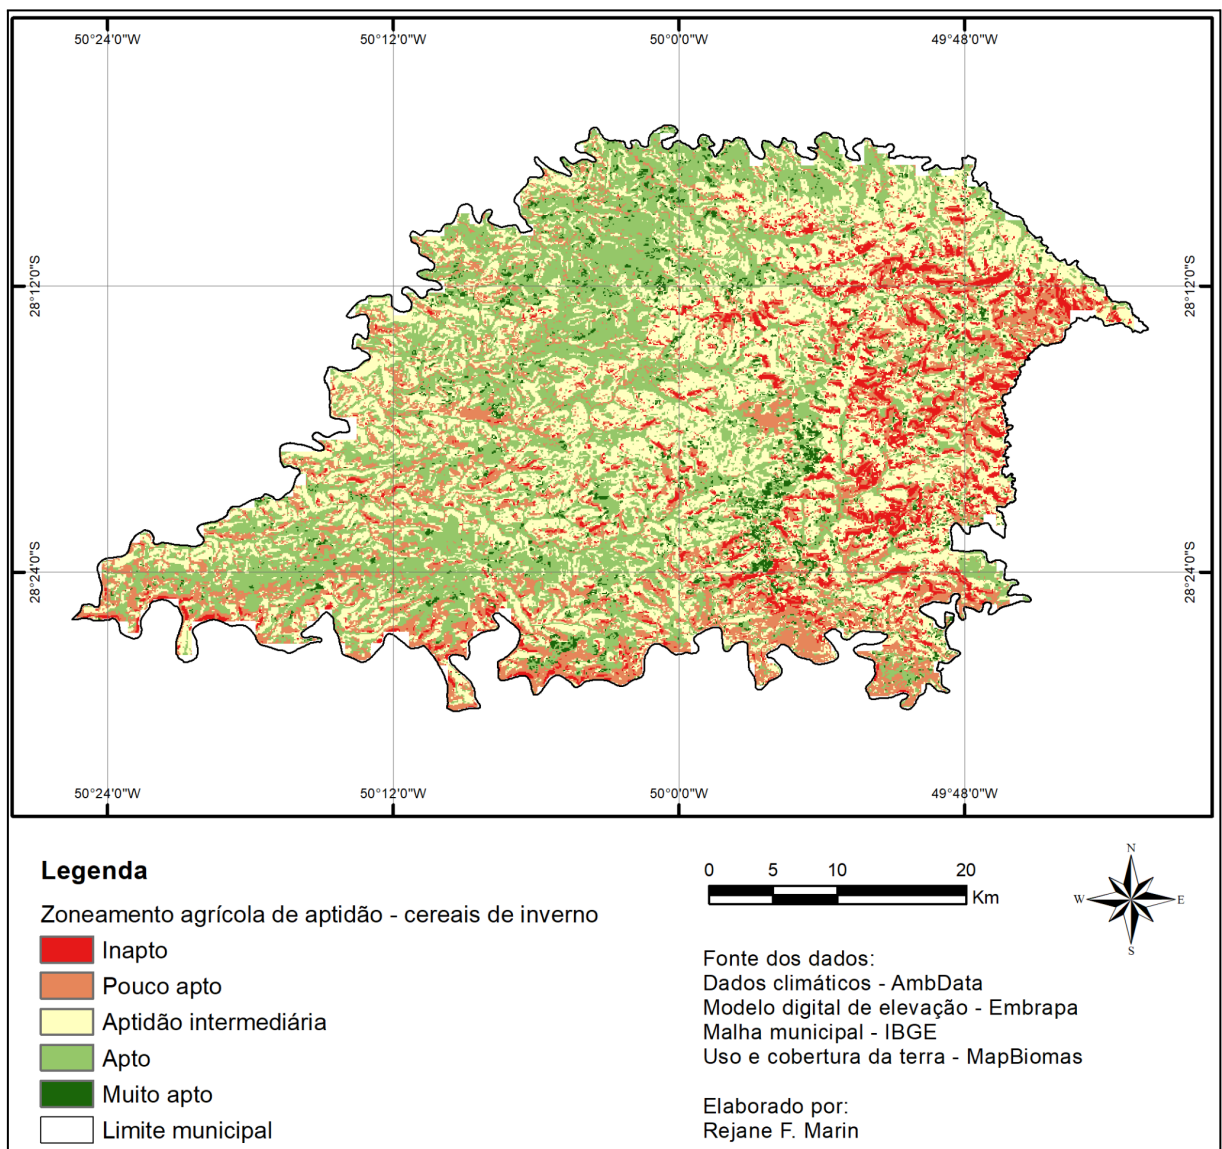 50°24'0"W 50°12'0"W 50°0'0"W 49°48'0"W
28°12'0"S 28°12'0"S
28°24'0"S 28°24'0"S
50°24'0"W 50°12'0"W 50°0'0"W 49°48'0"W
Legenda
Zoneamento agrícola de aptidão - cereais de inverno
Inapto
Pouco apto
Aptidão intermediária
Apto
Muito apto
Limite municipal
0 5 10 20
Km
N
W E
S
Fonte dos dados:
Dados climáticos - AmbData
Modelo digital de elevação - Embrapa
Malha municipal - IBGE
Uso e cobertura da terra - MapBiomas
Elaborado por:
Rejane F. Marin